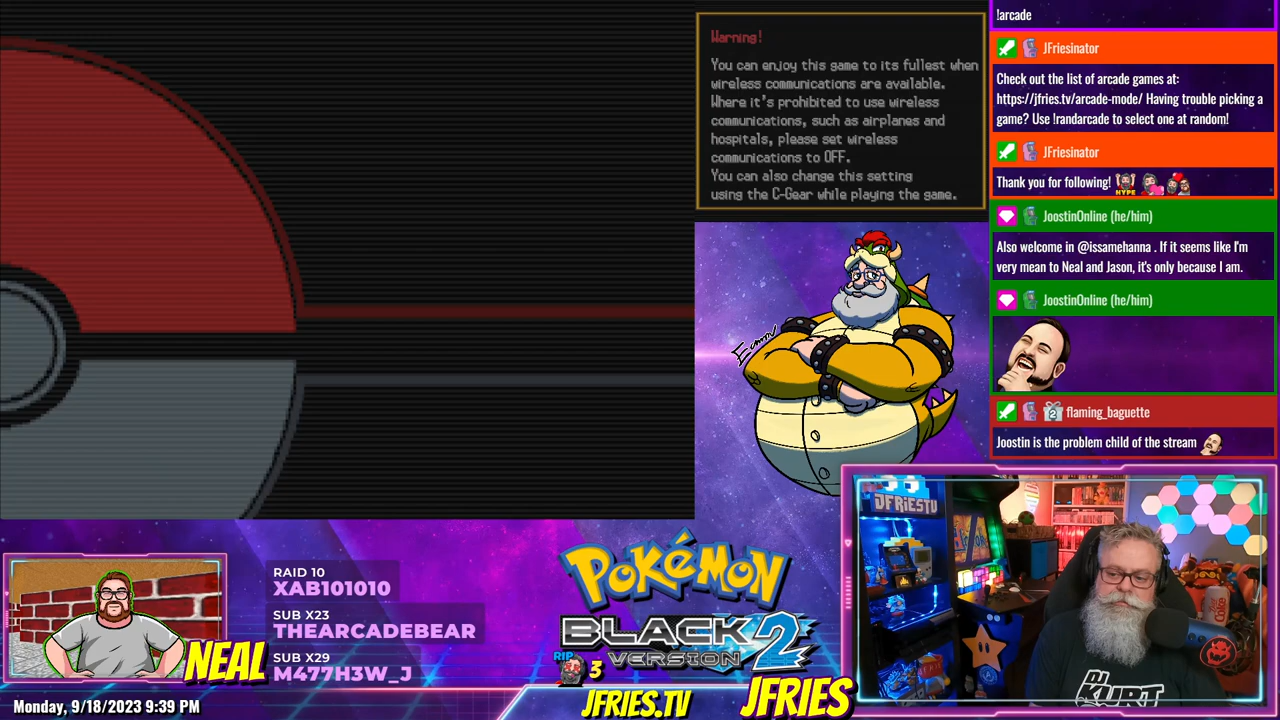 Warning!
You can enjoy this game to its fullest when
wireless communications are available.
Where it's prohibited to use wireless
communications, such as airplanes and
hospitals, please set wireless
communications to OFF.
You can also change this setting
using the C-Gear while playing the game.
!arcade
JFriesinator
Check out the list of arcade games at:
https://jfries.tv/arcade-mode/ Having trouble picking a
game? Use !randarcade to select one at random!
JFriesinator
Thank you for following!
HYPE
JoostinOnline (he/him)
Also welcome in @issamehanna . If it seems like I'm
very mean to Neal and Jason, it's only because I am.
JoostinOnline (he/him)
2
flaming_baguette
Joostin is the problem child of the stream
JFRIESTV
NEAL
RAID 10
XAB101010
SUB X23
THEARCADEBEAR
SUB X29
M477H3W_J
POKéMON
BLACK 2
VERSION
RIP
3
JFRIES.TV
JFRIES
DJ
KURT
Monday, 9/18/2023 9:39 PM